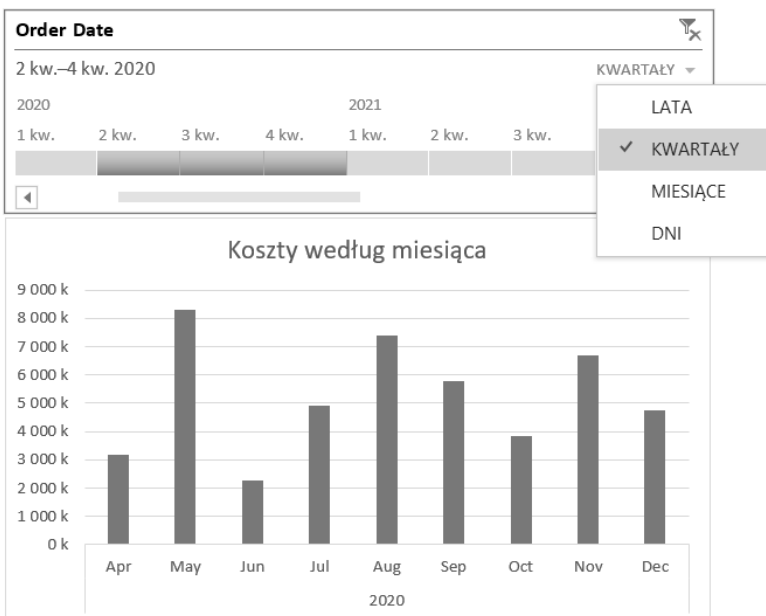 Order Date
2 kw.–4 kw. 2020 KWARTAŁY
2020 2021
1 kw. 2 kw. 3 kw. 4 kw. 1 kw. 2 kw. 3 kw.
LATA
KWARTAŁY
MIESIĄCE
DNI
Koszty według miesiąca
9 000 k
8 000 k
7 000 k
6 000 k
5 000 k
4 000 k
3 000 k
2 000 k
1 000 k
0 k
Apr May Jun Jul Aug Sep Oct Nov Dec
2020